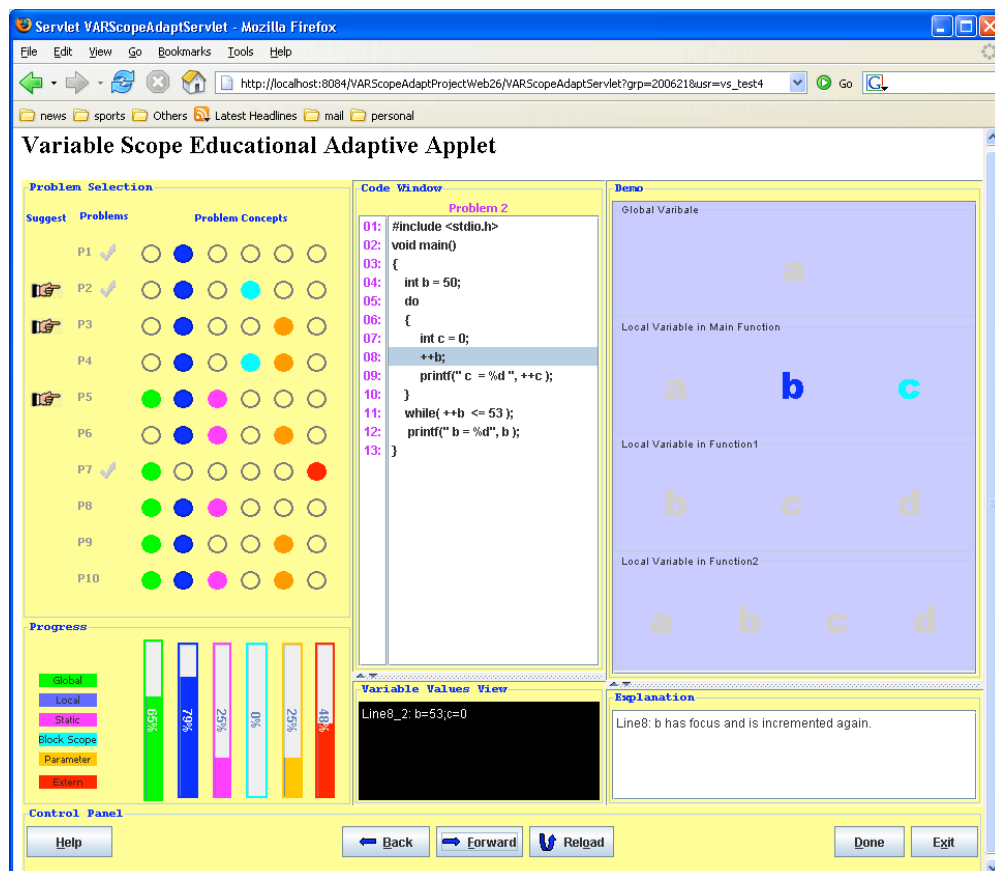 Servlet VARScopeAdaptServlet - Mozilla Firefox
File Edit View Go Bookmarks Tools Help
http://localhost:8084/VARScopeAdaptProjectWeb26/VARScopeAdaptServlet?grp=200621&usr=vs_test4 Go G
news sports Others Latest Headlines mail personal
Variable Scope Educational Adaptive Applet
Problem Selection
Suggest Problems Problem Concepts
P1
P2
P3
P4
P5
P6
P7
P8
P9
P10
Progress
Global
Local
Static
Block Scope
Parameter
Extern
65% 79% 25% 0% 25% 48%
Code Window
Problem 2
01: #include <stdio.h>
02: void main()
03: {
04: int b = 50;
05: do
06: {
07: int c = 0;
08: ++b;
09: printf(" c = %d ", ++c );
10: }
11: while( ++b <= 53 );
12: printf(" b = %d", b );
13: }
Variable Values View
Line8_2: b=53;c=0
Demo
Global Varibale
a
Local Variable in Main Function
a b c
Local Variable in Function1
b c d
Local Variable in Function2
a b c d
Explanation
Line8: b has focus and is incremented again.
Control Panel
Help Back Forward Reload Done Exit